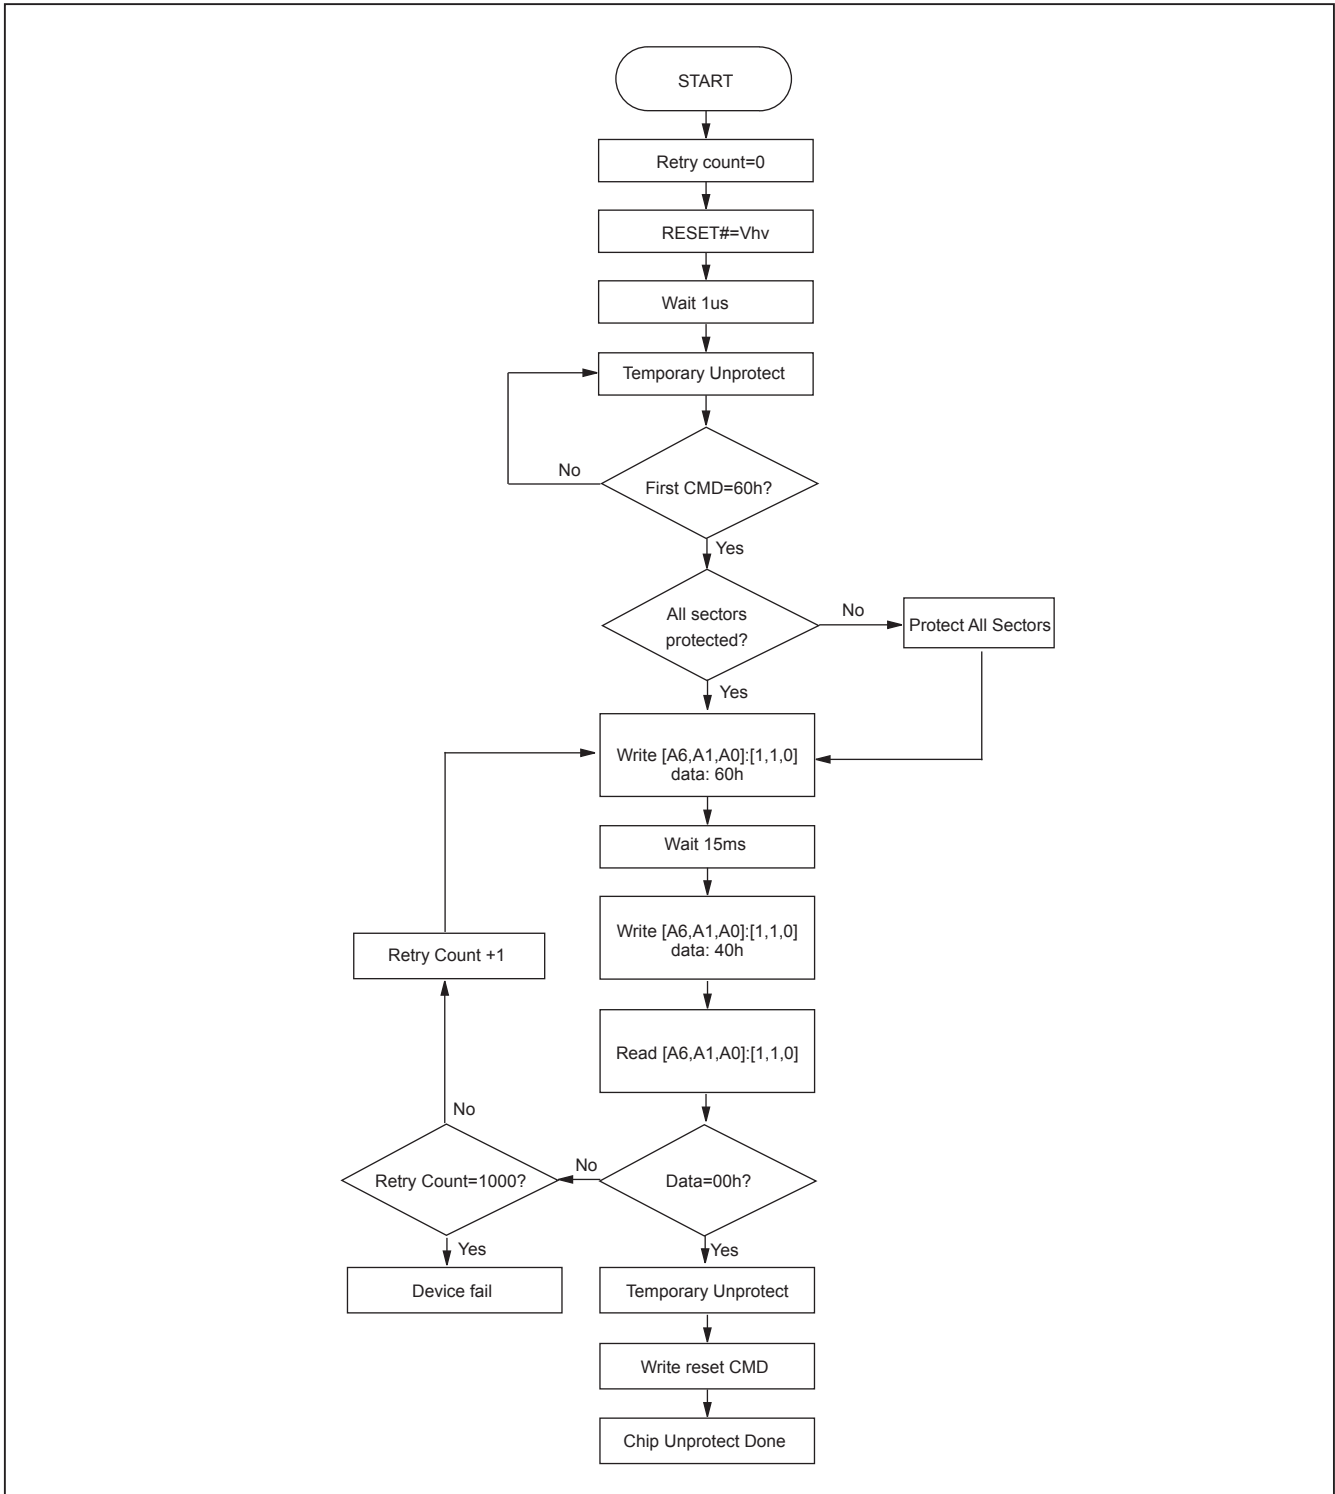 START
Retry count=0
RESET#=Vhv
Wait 1us
Temporary Unprotect
No
First CMD=60h?
Yes
All sectors
protected?
No
Protect All Sectors
Yes
Write [A6,A1,A0]:[1,1,0]
data: 60h
Wait 15ms
Write [A6,A1,A0]:[1,1,0]
data: 40h
Retry Count +1
Read [A6,A1,A0]:[1,1,0]
No
Retry Count=1000?
No
Data=00h?
Yes
Yes
Device fail
Temporary Unprotect
Write reset CMD
Chip Unprotect Done